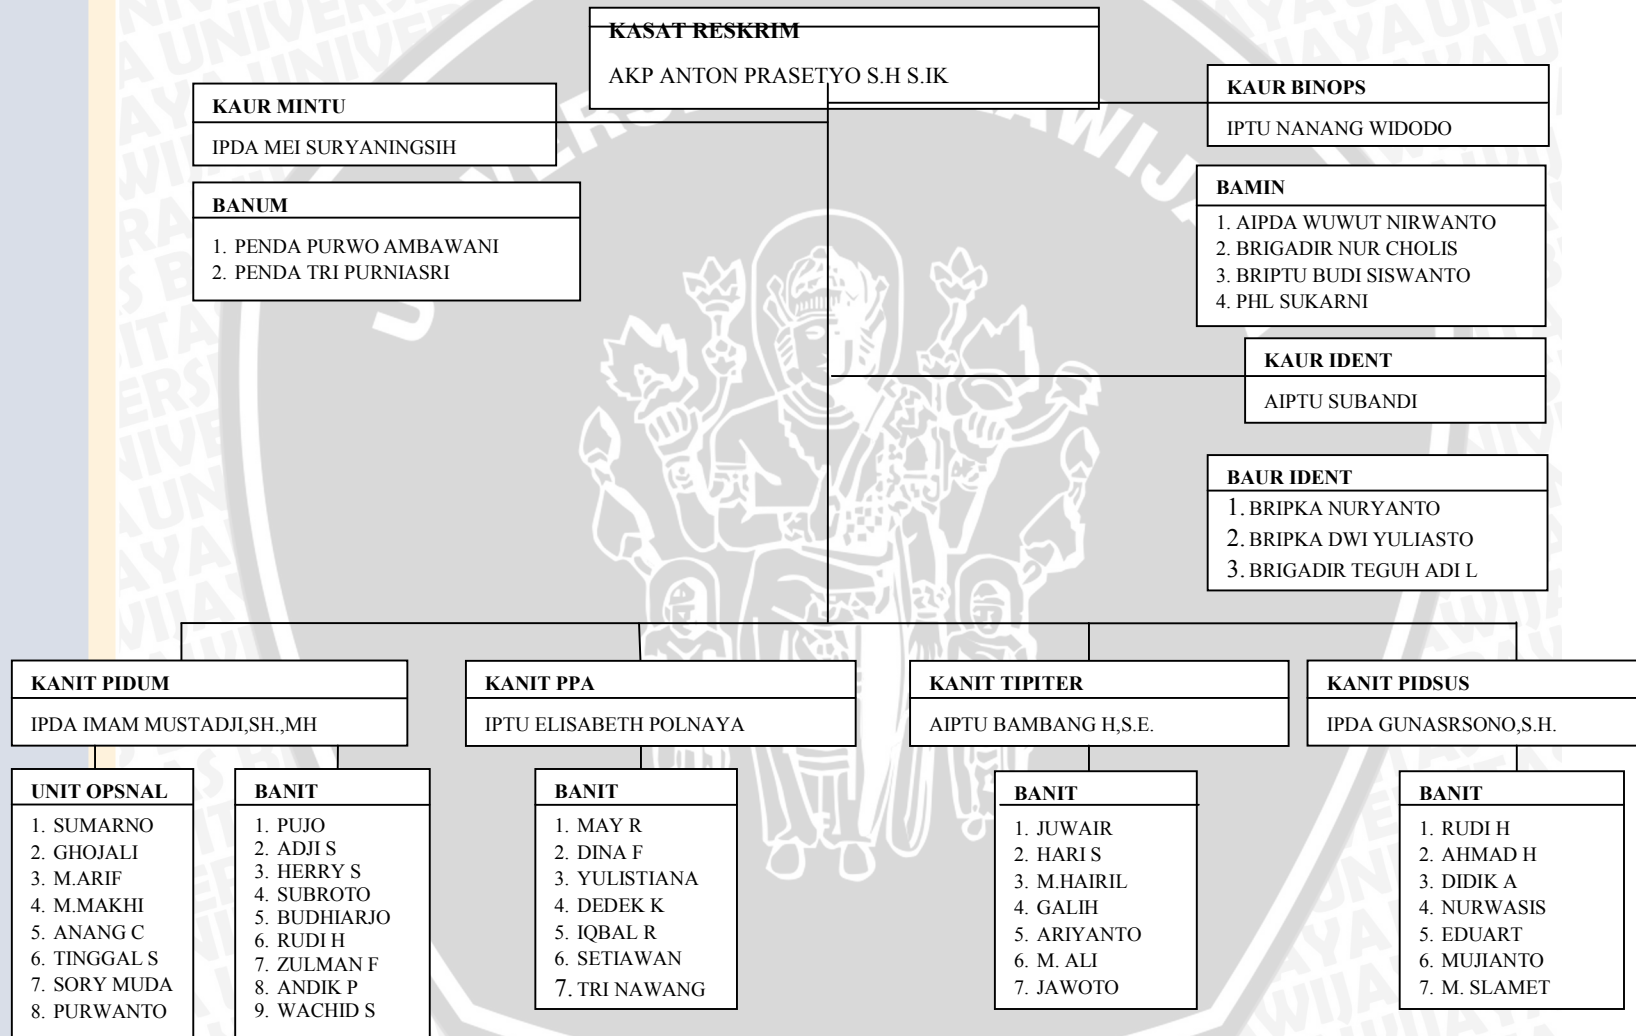 KASAT RESKRIM
AKP ANTON PRASETYO S.H S.IK
KAUR MINTU
IPDA MEI SURYANINGSIH
KAUR BINOPS
IPTU NANANG WIDODO
BANUM
1. PENDA PURWO AMBAWANI
2. PENDA TRI PURNIASRI
BAMIN
1. AIPDA WUWUT NIRWANTO
2. BRIGADIR NUR CHOLIS
3. BRIPTU BUDI SISWANTO
4. PHL SUKARNI
KAUR IDENT
AIPTU SUBANDI
BAUR IDENT
1. BRIPKA NURYANTO
2. BRIPKA DWI YULIASTO
3. BRIGADIR TEGUH ADI L
KANIT PIDUM
IPDA IMAM MUSTADJI,SH.,MH
KANIT PPA
IPTU ELISABETH POLNAYA
KANIT TIPITER
AIPTU BAMBANG H,S.E.
KANIT PIDSUS
IPDA GUNASRSONO,S.H.
UNIT OPSNAL
1. SUMARNO
2. GHOJALI
3. M.ARIF
4. M.MAKHI
5. ANANG C
6. TINGGAL S
7. SORY MUDA
8. PURWANTO
BANIT
1. PUJO
2. ADJI S
3. HERRY S
4. SUBROTO
5. BUDHIARJO
6. RUDI H
7. ZULMAN F
8. ANDIK P
9. WACHID S
BANIT
1. MAY R
2. DINA F
3. YULISTIANA
4. DEDEK K
5. IQBAL R
6. SETIAWAN
7. TRI NAWANG
BANIT
1. JUWAIR
2. HARI S
3. M.HAIRIL
4. GALIH
5. ARIYANTO
6. M. ALI
7. JAWOTO
BANIT
1. RUDI H
2. AHMAD H
3. DIDIK A
4. NURWASIS
5. EDUART
6. MUJIANTO
7. M. SLAMET